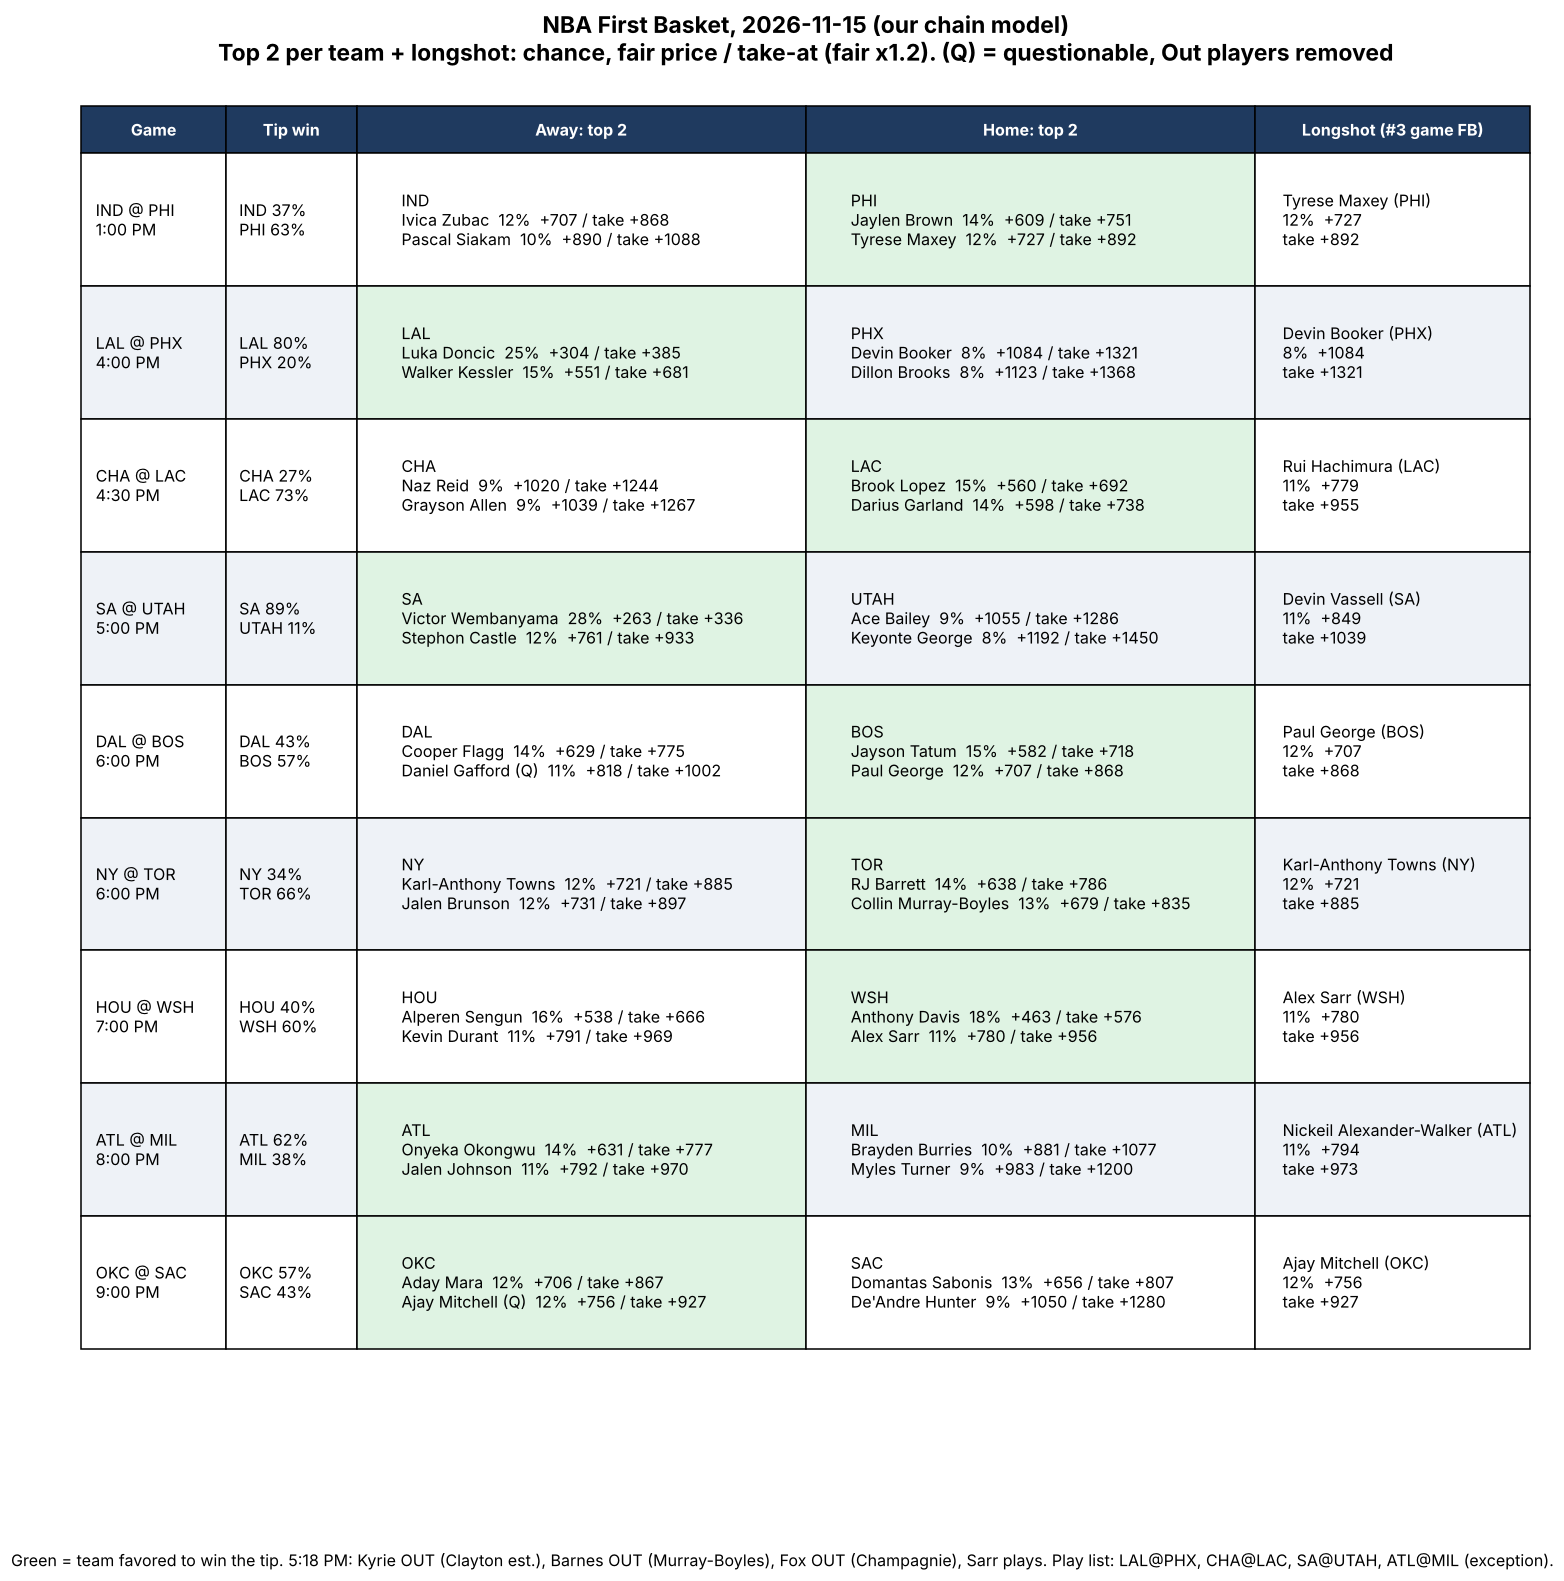 NBA First Basket, 2026-11-15 (our chain model)
Top 2 per team + longshot: chance, fair price / take-at (fair x1.2). (Q) = questionable, Out players removed
Game
Tip win
Away: top 2
Home: top 2
Longshot (#3 game FB)
IND @ PHI
1:00 PM
IND 37%
PHI 63%
IND
Ivica Zubac 12% +707 / take +868
Pascal Siakam 10% +890 / take +1088
PHI
Jaylen Brown 14% +609 / take +751
Tyrese Maxey 12% +727 / take +892
Tyrese Maxey (PHI)
12% +727
take +892
LAL @ PHX
4:00 PM
LAL 80%
PHX 20%
LAL
Luka Doncic 25% +304 / take +385
Walker Kessler 15% +551 / take +681
PHX
Devin Booker 8% +1084 / take +1321
Dillon Brooks 8% +1123 / take +1368
Devin Booker (PHX)
8% +1084
take +1321
CHA @ LAC
4:30 PM
CHA 27%
LAC 73%
CHA
Naz Reid 9% +1020 / take +1244
Grayson Allen 9% +1039 / take +1267
LAC
Brook Lopez 15% +560 / take +692
Darius Garland 14% +598 / take +738
Rui Hachimura (LAC)
11% +779
take +955
SA @ UTAH
5:00 PM
SA 89%
UTAH 11%
SA
Victor Wembanyama 28% +263 / take +336
Stephon Castle 12% +761 / take +933
UTAH
Ace Bailey 9% +1055 / take +1286
Keyonte George 8% +1192 / take +1450
Devin Vassell (SA)
11% +849
take +1039
DAL @ BOS
6:00 PM
DAL 43%
BOS 57%
DAL
Cooper Flagg 14% +629 / take +775
Daniel Gafford (Q) 11% +818 / take +1002
BOS
Jayson Tatum 15% +582 / take +718
Paul George 12% +707 / take +868
Paul George (BOS)
12% +707
take +868
NY @ TOR
6:00 PM
NY 34%
TOR 66%
NY
Karl-Anthony Towns 12% +721 / take +885
Jalen Brunson 12% +731 / take +897
TOR
RJ Barrett 14% +638 / take +786
Collin Murray-Boyles 13% +679 / take +835
Karl-Anthony Towns (NY)
12% +721
take +885
HOU @ WSH
7:00 PM
HOU 40%
WSH 60%
HOU
Alperen Sengun 16% +538 / take +666
Kevin Durant 11% +791 / take +969
WSH
Anthony Davis 18% +463 / take +576
Alex Sarr 11% +780 / take +956
Alex Sarr (WSH)
11% +780
take +956
ATL @ MIL
8:00 PM
ATL 62%
MIL 38%
ATL
Onyeka Okongwu 14% +631 / take +777
Jalen Johnson 11% +792 / take +970
MIL
Brayden Burries 10% +881 / take +1077
Myles Turner 9% +983 / take +1200
Nickeil Alexander-Walker (ATL)
11% +794
take +973
OKC @ SAC
9:00 PM
OKC 57%
SAC 43%
OKC
Aday Mara 12% +706 / take +867
Ajay Mitchell (Q) 12% +756 / take +927
SAC
Domantas Sabonis 13% +656 / take +807
De'Andre Hunter 9% +1050 / take +1280
Ajay Mitchell (OKC)
12% +756
take +927
Green = team favored to win the tip. 5:18 PM: Kyrie OUT (Clayton est.), Barnes OUT (Murray-Boyles), Fox OUT (Champagnie), Sarr plays. Play list: LAL@PHX, CHA@LAC, SA@UTAH, ATL@MIL (exception).